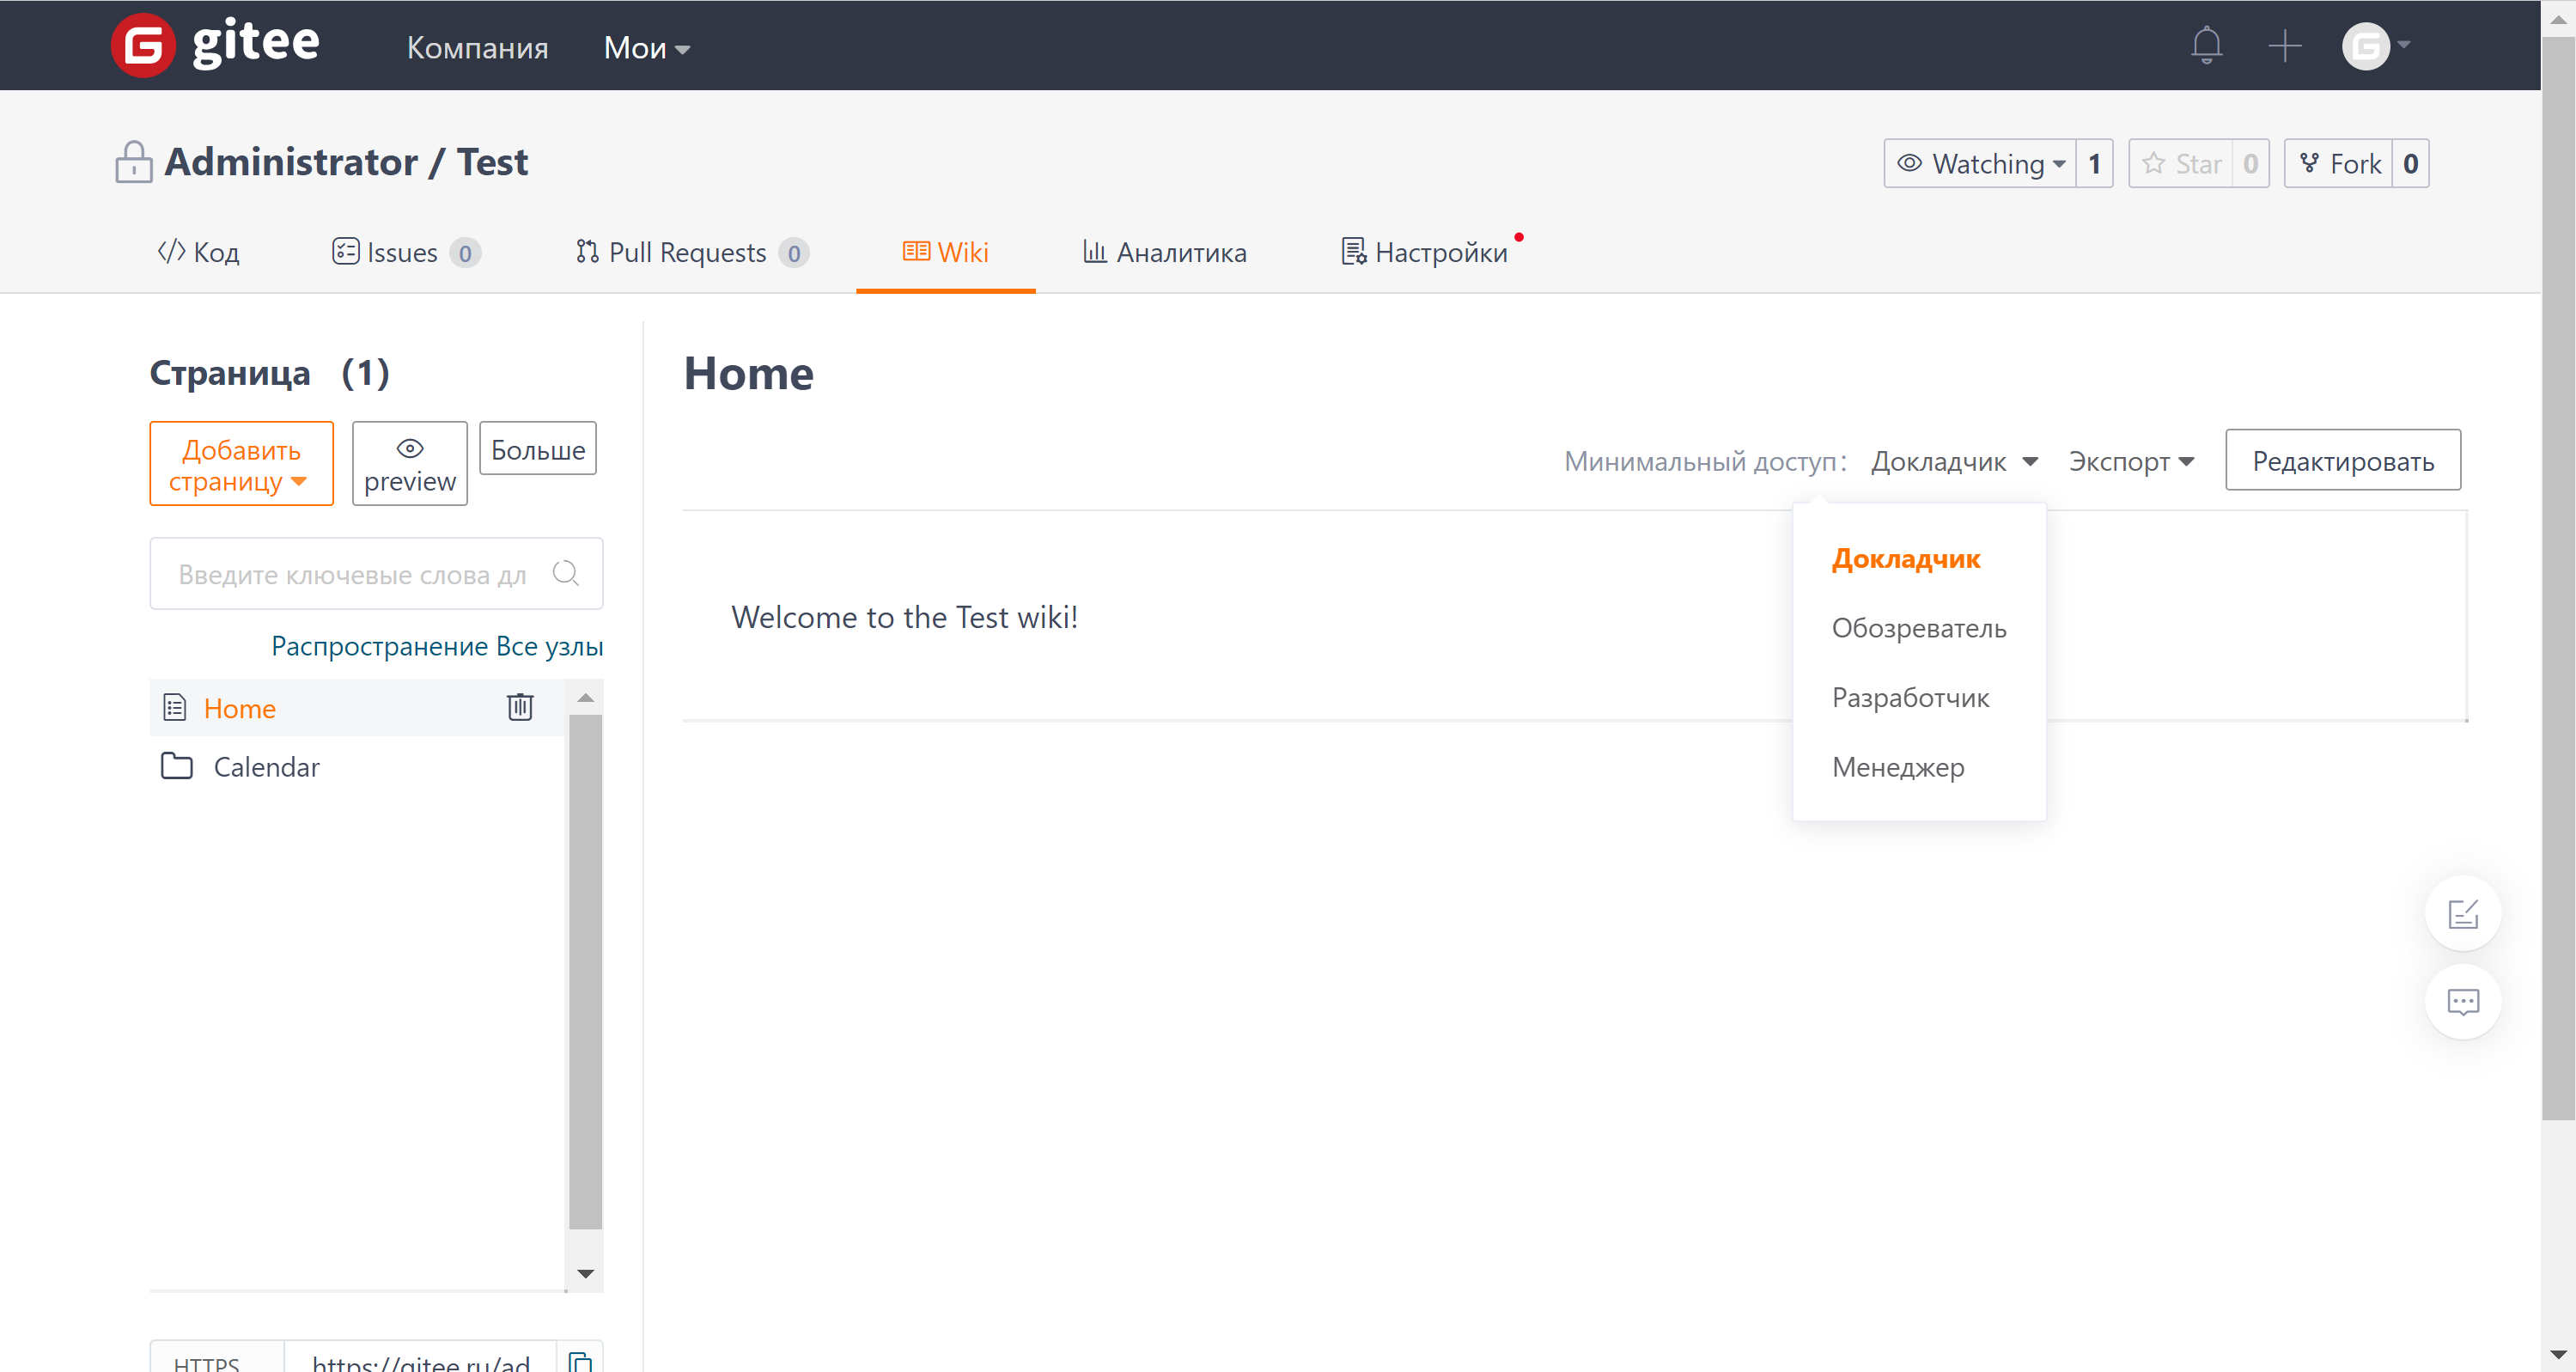 gitee
Компания
Мои
Administrator / Test
Watching
1
Star
0
Fork
0
Код
Issues
0
Pull Requests
0
Wiki
Аналитика
Настройки
Страница (1)
Добавить
страницу
preview
Больше
Введите ключевые слова дл
Распространение Все узлы
Home
Calendar
Home
Минимальный доступ:
Докладчик
Экспорт
Редактировать
Докладчик
Обозреватель
Разработчик
Менеджер
Welcome to the Test wiki!
HTTPS
https://gitee.ru/ad